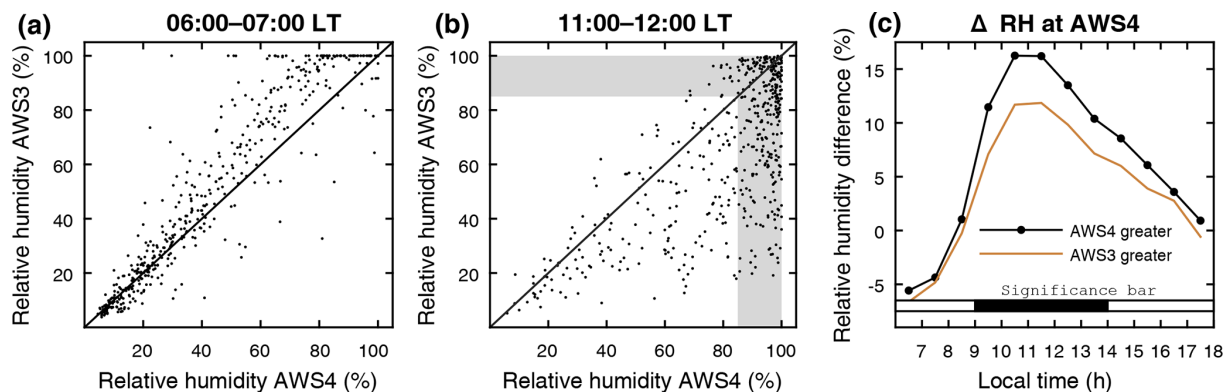 (a) 06:00–07:00 LT
Relative humidity AWS3 (%)
100
80
60
40
20
20 40 60 80 100
Relative humidity AWS4 (%)
(b) 11:00–12:00 LT
Relative humidity AWS3 (%)
100
80
60
40
20
20 40 60 80 100
Relative humidity AWS4 (%)
(c) Δ RH at AWS4
Relative humidity difference (%)
15
10
5
0
-5
AWS4 greater
AWS3 greater
Significance bar
7 8 9 10 11 12 13 14 15 16 17 18
Local time (h)